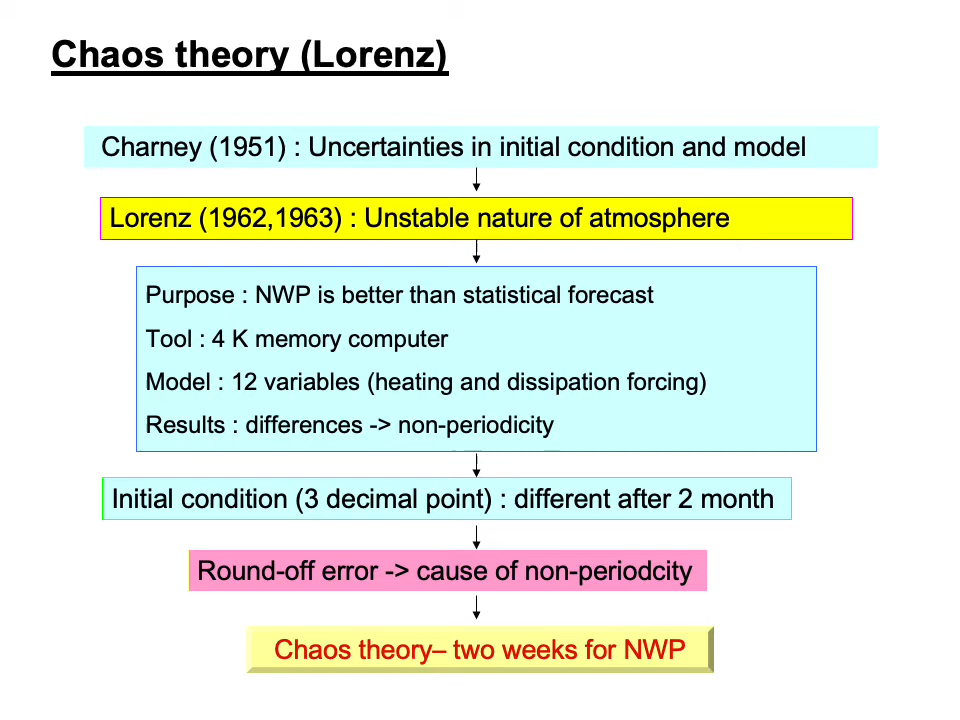 Chaos theory (Lorenz)
Charney (1951) : Uncertainties in initial condition and model
Lorenz (1962,1963) : Unstable nature of atmosphere
Purpose : NWP is better than statistical forecast
Tool : 4 K memory computer
Model : 12 variables (heating and dissipation forcing)
Results : differences -> non-periodicity
Initial condition (3 decimal point) : different after 2 month
Round-off error -> cause of non-periodcity
Chaos theory– two weeks for NWP